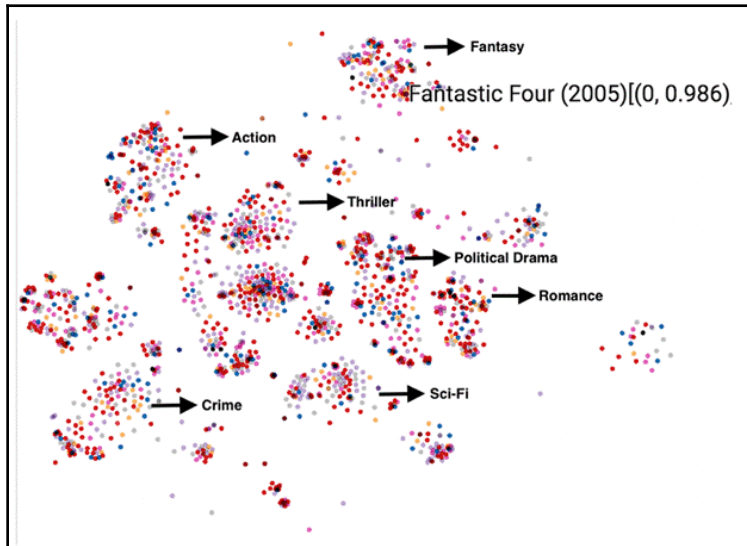 Fantasy
Fantastic Four (2005)[(0, 0.986)
Action
Thriller
Political Drama
Romance
Sci-Fi
Crime